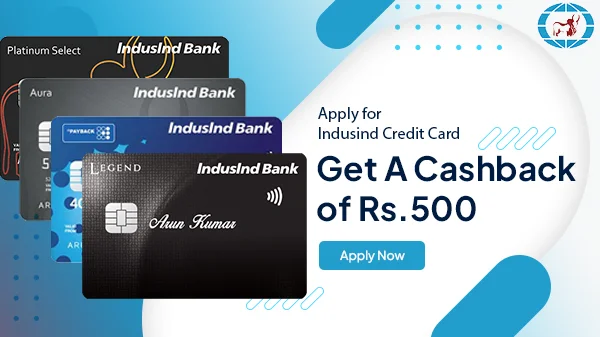 Platinum Select
IndusInd Bank
Aura
IndusInd Bank
PAYBACK
IndusInd Bank
LEGEND
IndusInd Bank
Arun Kumar
Apply for
Indusind Credit Card
Get A Cashback
of Rs.500
Apply Now